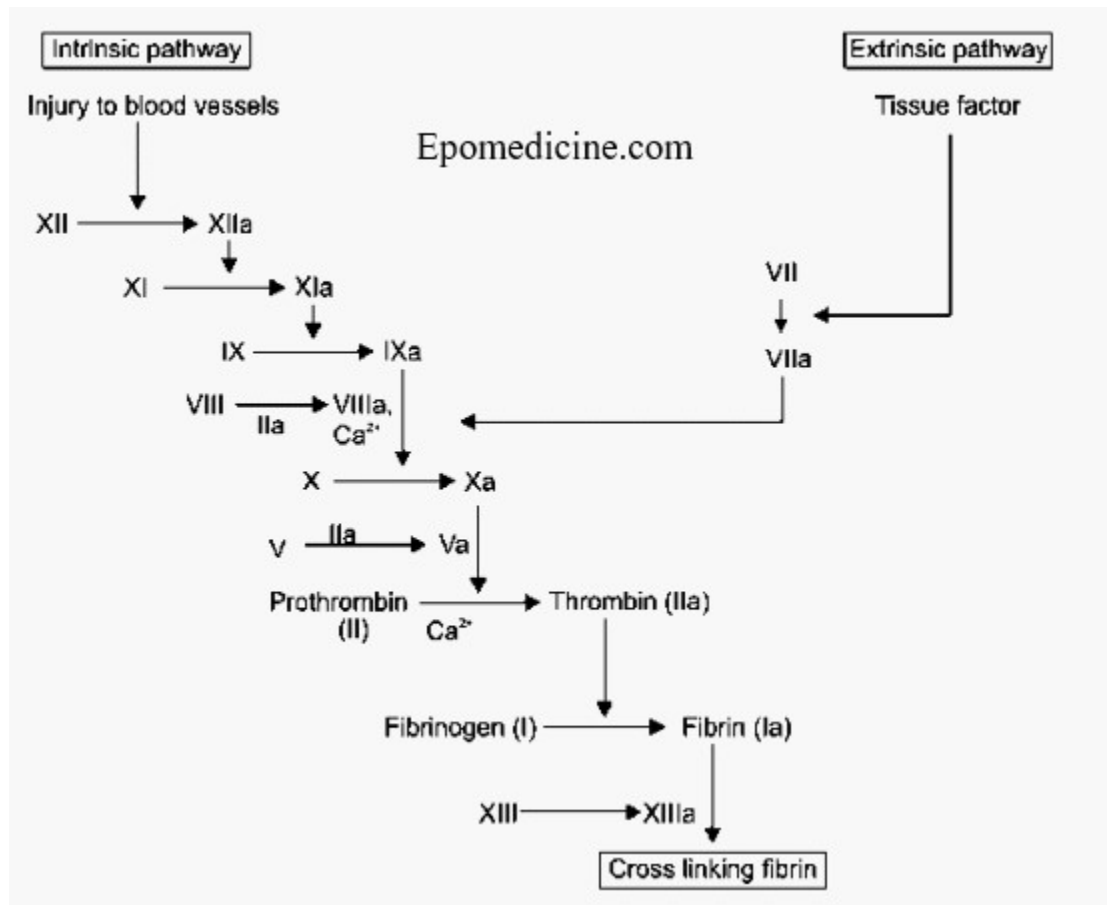 Intrinsic pathway
Extrinsic pathway
Injury to blood vessels
Tissue factor
Epomedicine.com
XII
XIIa
XI
XIa
VII
IX
IXa
VIIa
VIII
IIa
VIIIa,
Ca²⁺
X
Xa
V
IIa
Va
Prothrombin
(II)
Ca²⁺
Thrombin (IIa)
Fibrinogen (I)
Fibrin (Ia)
XIII
XIIIa
Cross linking fibrin